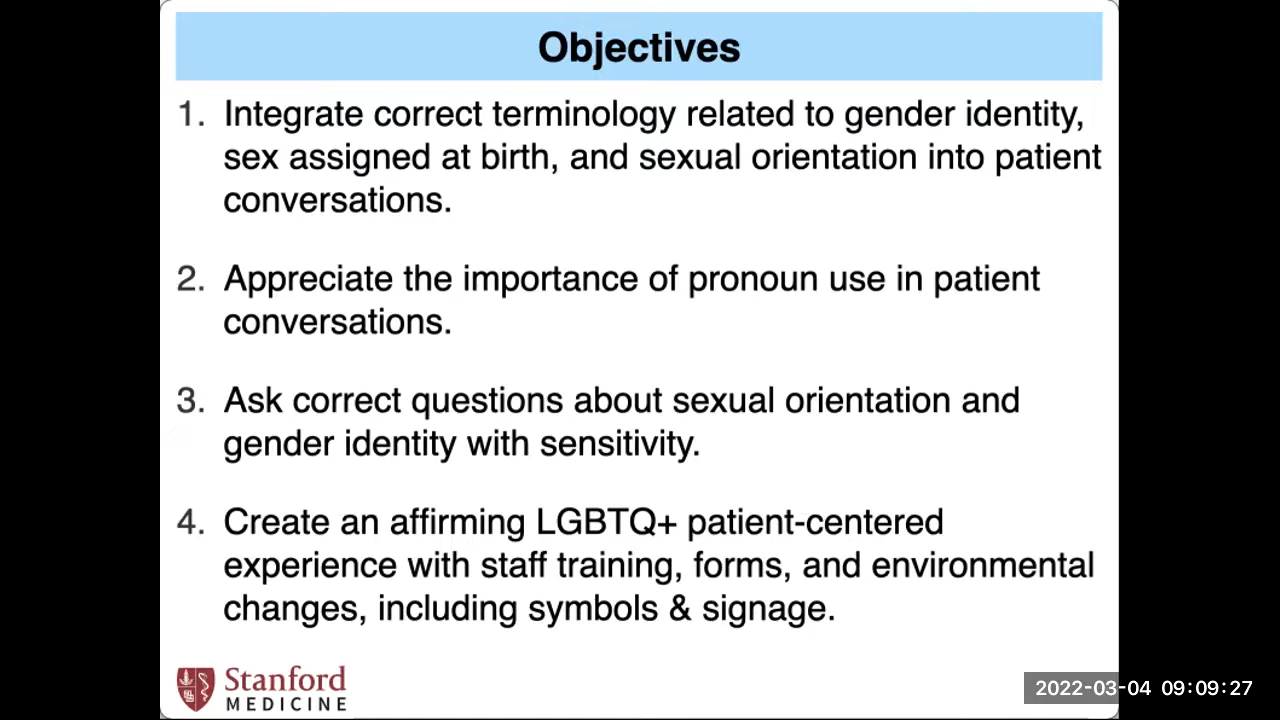 Objectives
1. Integrate correct terminology related to gender identity,
sex assigned at birth, and sexual orientation into patient
conversations.
2. Appreciate the importance of pronoun use in patient
conversations.
3. Ask correct questions about sexual orientation and
gender identity with sensitivity.
4. Create an affirming LGBTQ+ patient-centered
experience with staff training, forms, and environmental
changes, including symbols & signage.
Stanford
MEDICINE
2022-03-04 09:09:27